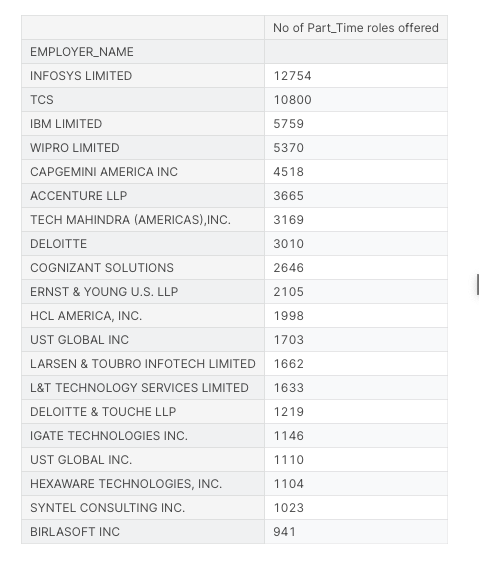 No of Part_Time roles offered
EMPLOYER_NAME
INFOSYS LIMITED 12754
TCS 10800
IBM LIMITED 5759
WIPRO LIMITED 5370
CAPGEMINI AMERICA INC 4518
ACCENTURE LLP 3665
TECH MAHINDRA (AMERICAS),INC. 3169
DELOITTE 3010
COGNIZANT SOLUTIONS 2646
ERNST & YOUNG U.S. LLP 2105
HCL AMERICA, INC. 1998
UST GLOBAL INC 1703
LARSEN & TOUBRO INFOTECH LIMITED 1662
L&T TECHNOLOGY SERVICES LIMITED 1633
DELOITTE & TOUCHE LLP 1219
IGATE TECHNOLOGIES INC. 1146
UST GLOBAL INC. 1110
HEXAWARE TECHNOLOGIES, INC. 1104
SYNTEL CONSULTING INC. 1023
BIRLASOFT INC 941